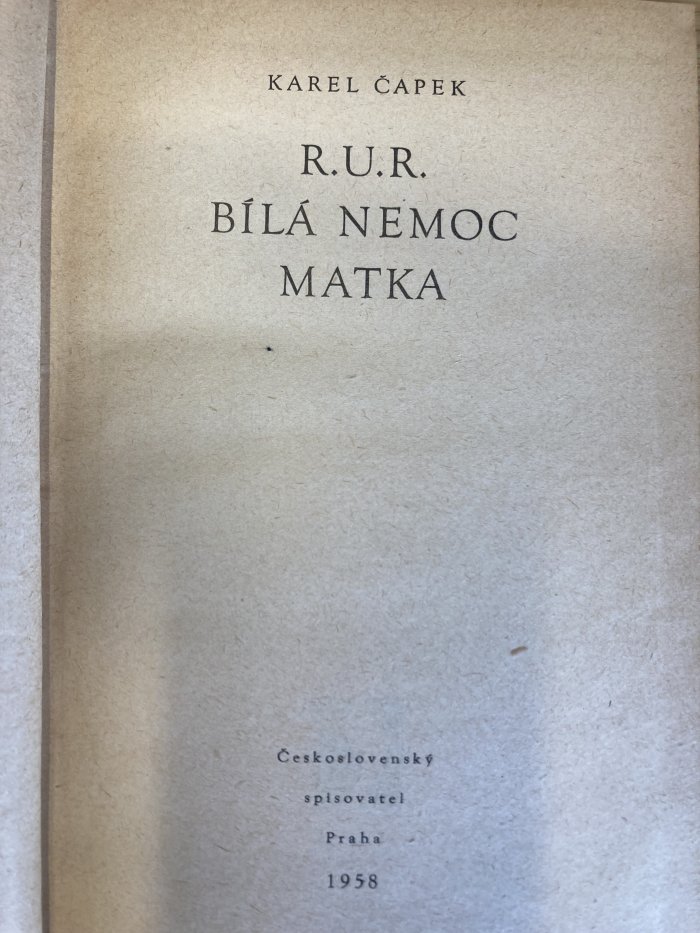 KAREL ČAPEK
R.U.R.
BÍLÁ NEMOC
MATKA
Československý
spisovatel
Praha
1958